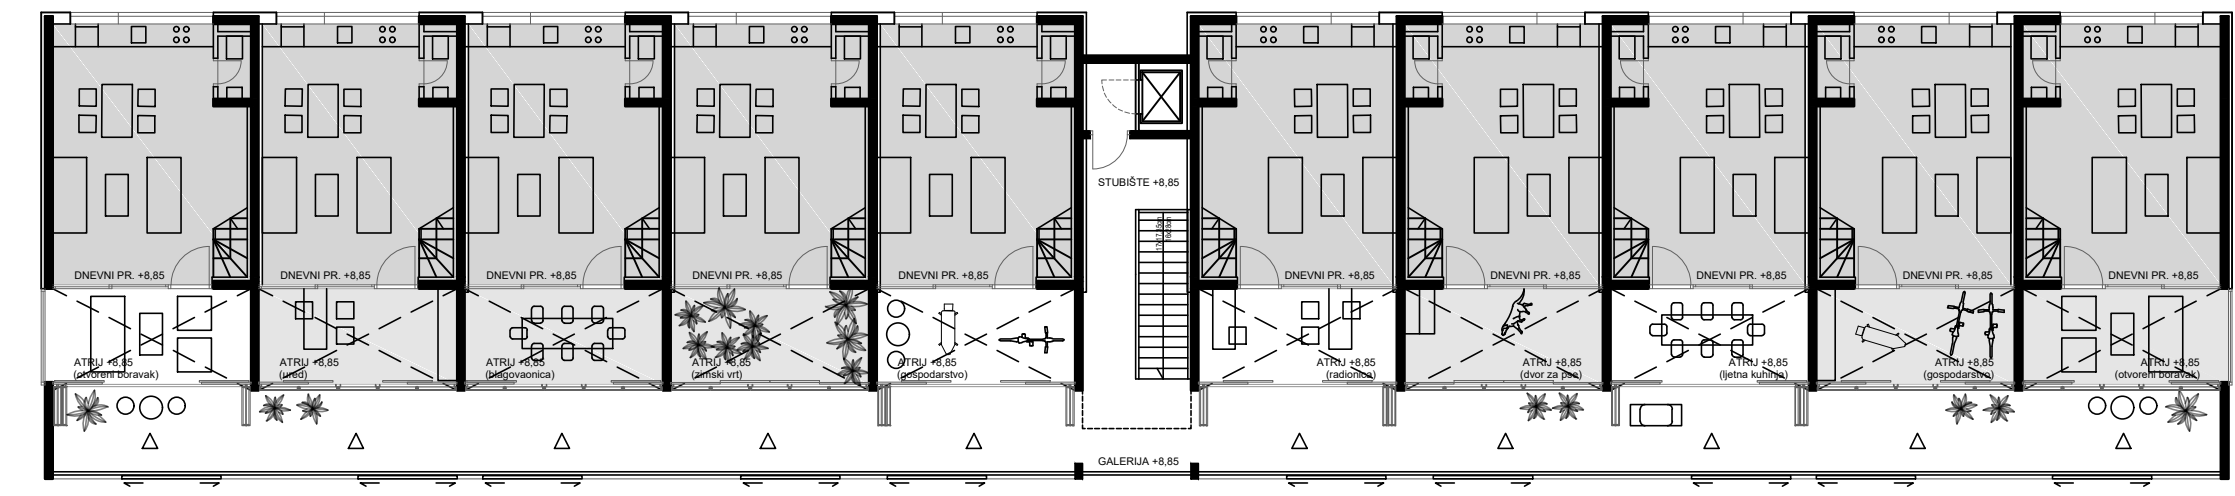 17x17,35cm
16x28cm
STUBIŠTE +8,85
DNEVNI PR. +8,85
DNEVNI PR. +8,85
DNEVNI PR. +8,85
DNEVNI PR. +8,85
DNEVNI PR. +8,85
DNEVNI PR. +8,85
DNEVNI PR. +8,85
DNEVNI PR. +8,85
DNEVNI PR. +8,85
DNEVNI PR. +8,85
ATRIJ +8,85
(otvoreni boravak)
ATRIJ +8,85
(ured)
ATRIJ +8,85
(blagovaonica)
ATRIJ +8,85
(zimski vrt)
ATRIJ +8,85
(gospodarstvo)
ATRIJ +8,85
(radionica)
ATRIJ +8,85
(dvor za pse)
ATRIJ +8,85
(ljetna kuhinja)
ATRIJ +8,85
(gospodarstvo)
ATRIJ +8,85
(otvoreni boravak)
GALERIJA +8,85